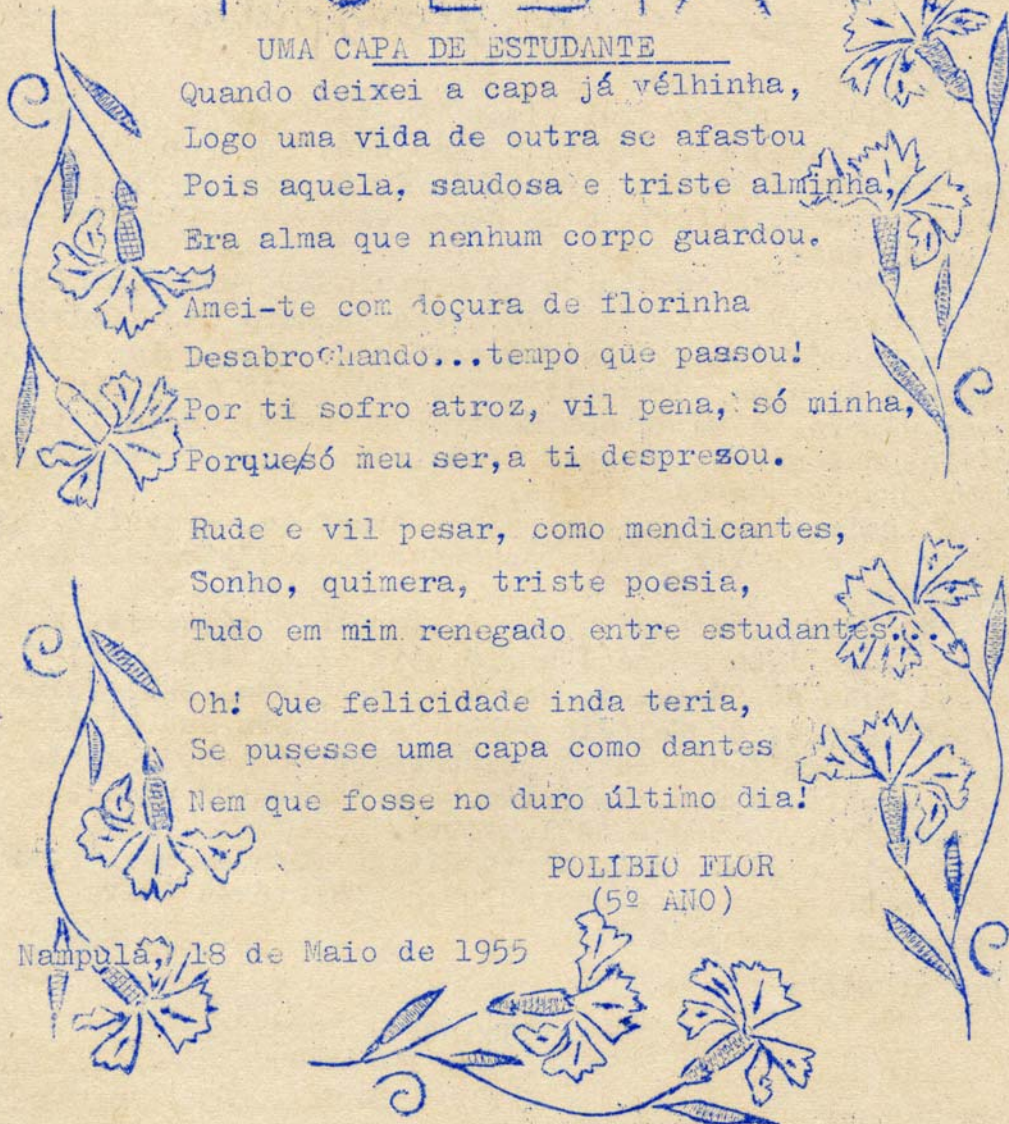 UMA CAPA DE ESTUDANTE
Quando deixei a capa já vélhinha,
Logo uma vida de outra se afastou
Pois aquela, saudosa e triste alminha,
Era alma que nenhum corpo guardou.
Amei-te com doçura de florinha
Desabrochando...tempo que paasou!
Por ti sofro atroz, vil pena, só minha,
Porque/só meu ser,a ti desprezou.
Rude e vil pesar, como mendicantes,
Sonho, quimera, triste poesia,
Tudo em mim renegado entre estudantes...
Oh! Que felicidade inda teria,
Se pusesse uma capa como dantes
Nem que fosse no duro último dia!
POLÍBIO FLOR
(5º ANO)
Nampula, 18 de Maio de 1955